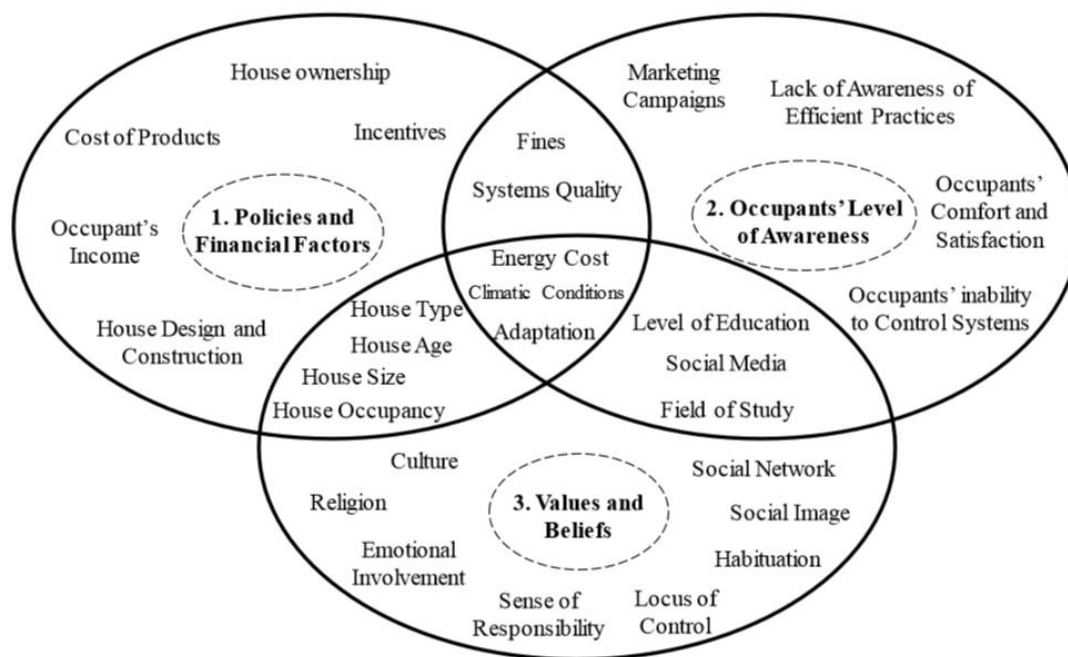 House ownership
Cost of Products
Incentives
1. Policies and
Financial Factors
Occupant's
Income
House Design and
Construction
Fines
Systems Quality
Marketing
Campaigns
Lack of Awareness of
Efficient Practices
2. Occupants' Level
of Awareness
Occupants'
Comfort and
Satisfaction
Occupants' inability
to Control Systems
Energy Cost
Climatic Conditions
Adaptation
House Type
House Age
House Size
House Occupancy
Level of Education
Social Media
Field of Study
Culture
Religion
Emotional
Involvement
3. Values and
Beliefs
Sense of
Responsibility
Locus of
Control
Social Network
Social Image
Habituation